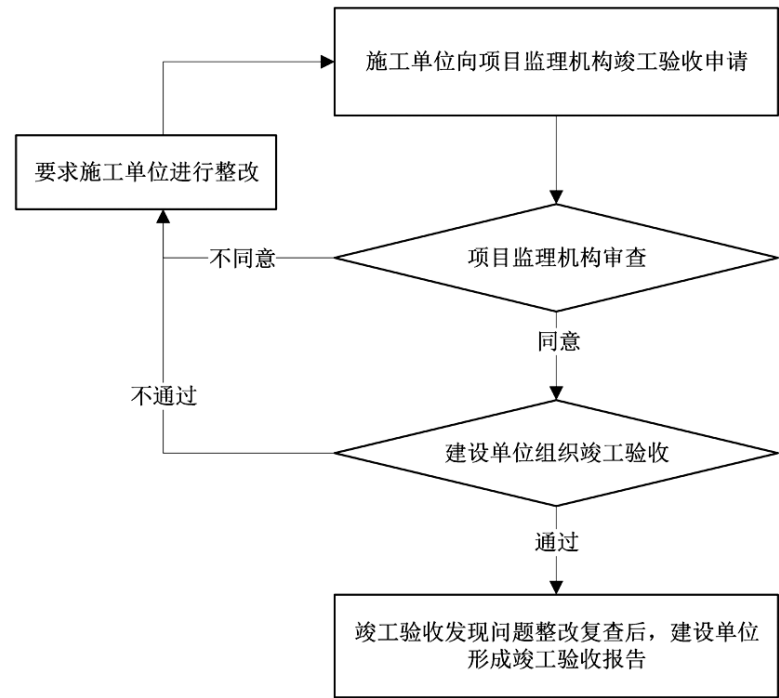 施工单位向项目监理机构竣工验收申请
要求施工单位进行整改
不同意
项目监理机构审查
同意
不通过
建设单位组织竣工验收
通过
竣工验收发现问题整改复查后，建设单位
形成竣工验收报告